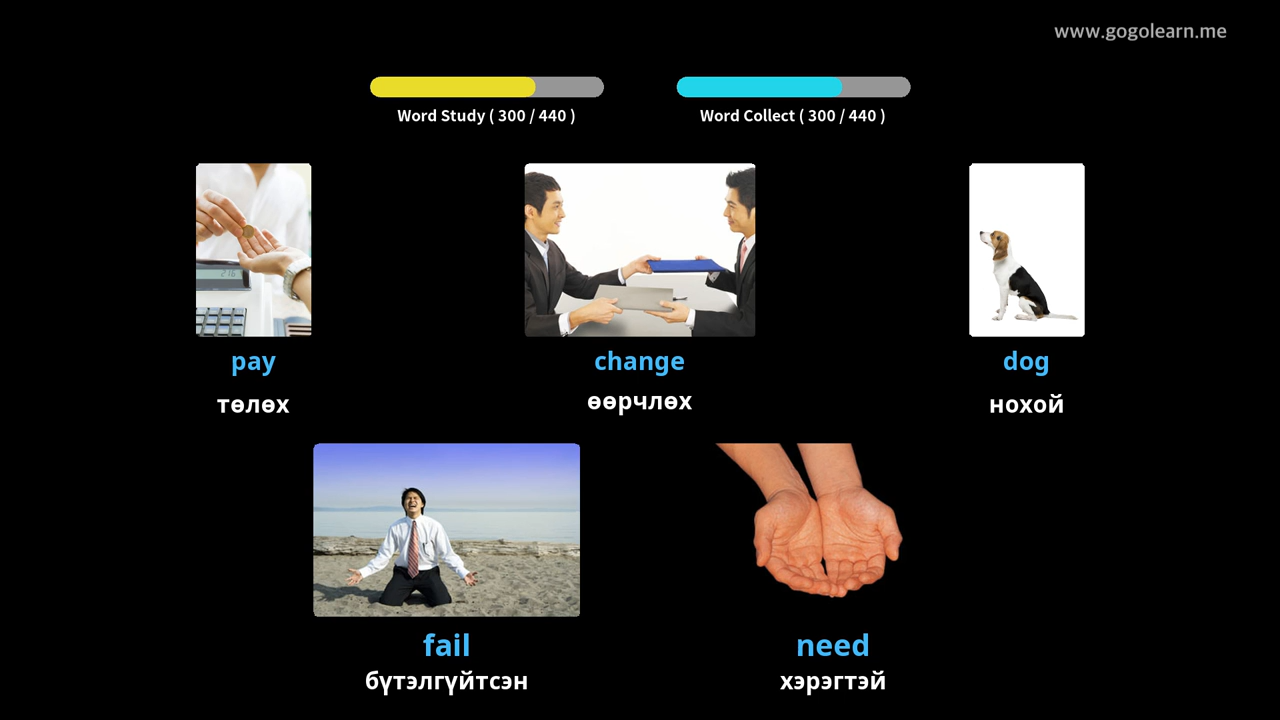 www.gogolearn.me
Word Study ( 300 / 440 )
Word Collect ( 300 / 440 )
pay
change
dog
төлөх
өөрчлөх
нохой
fail
need
бүтэлгүйтсэн
хэрэгтэй